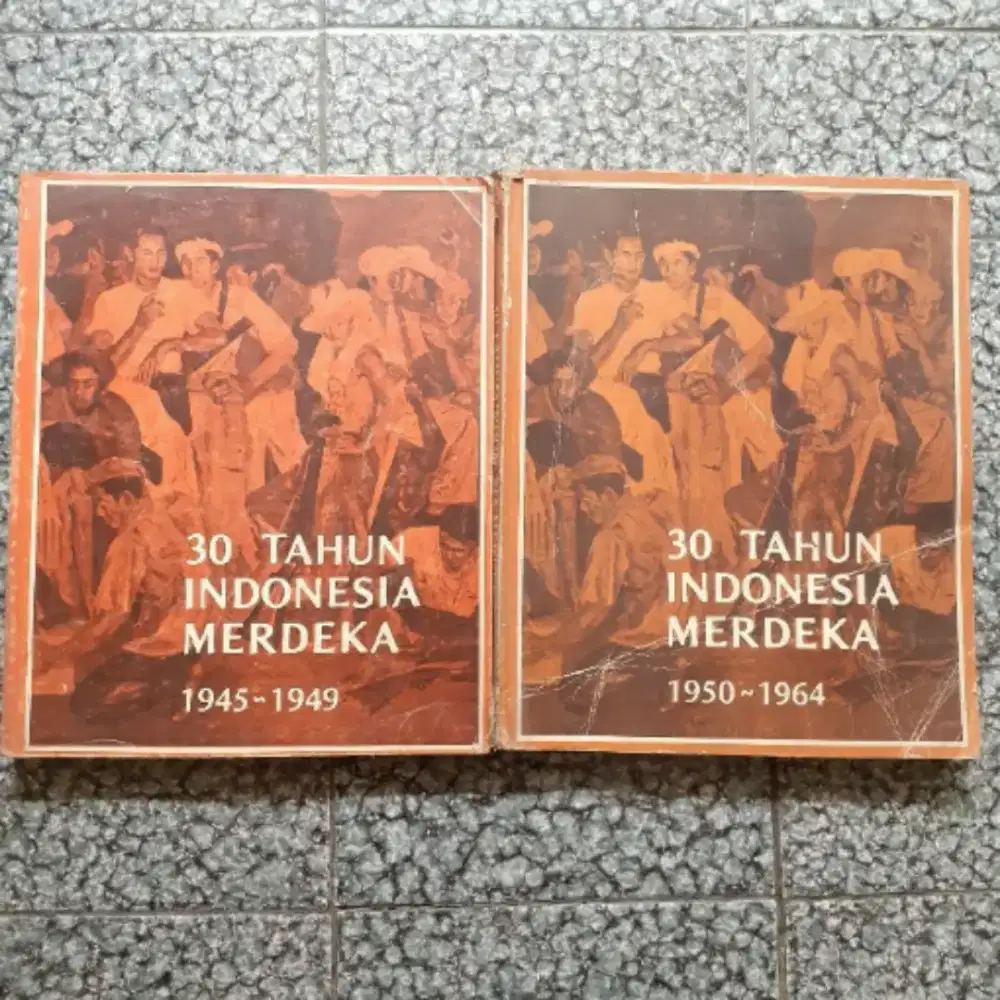 30 TAHUN
INDONESIA
MERDEKA
1945~1949
30 TAHUN
INDONESIA
MERDEKA
1950~1964